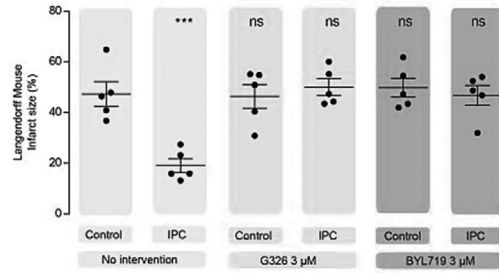 *** ns ns ns ns
80
60
40
20
0
Langendorff Mouse
Infarct size (%)
Control IPC Control IPC Control IPC
No intervention G326 3 µM BYL719 3 µM